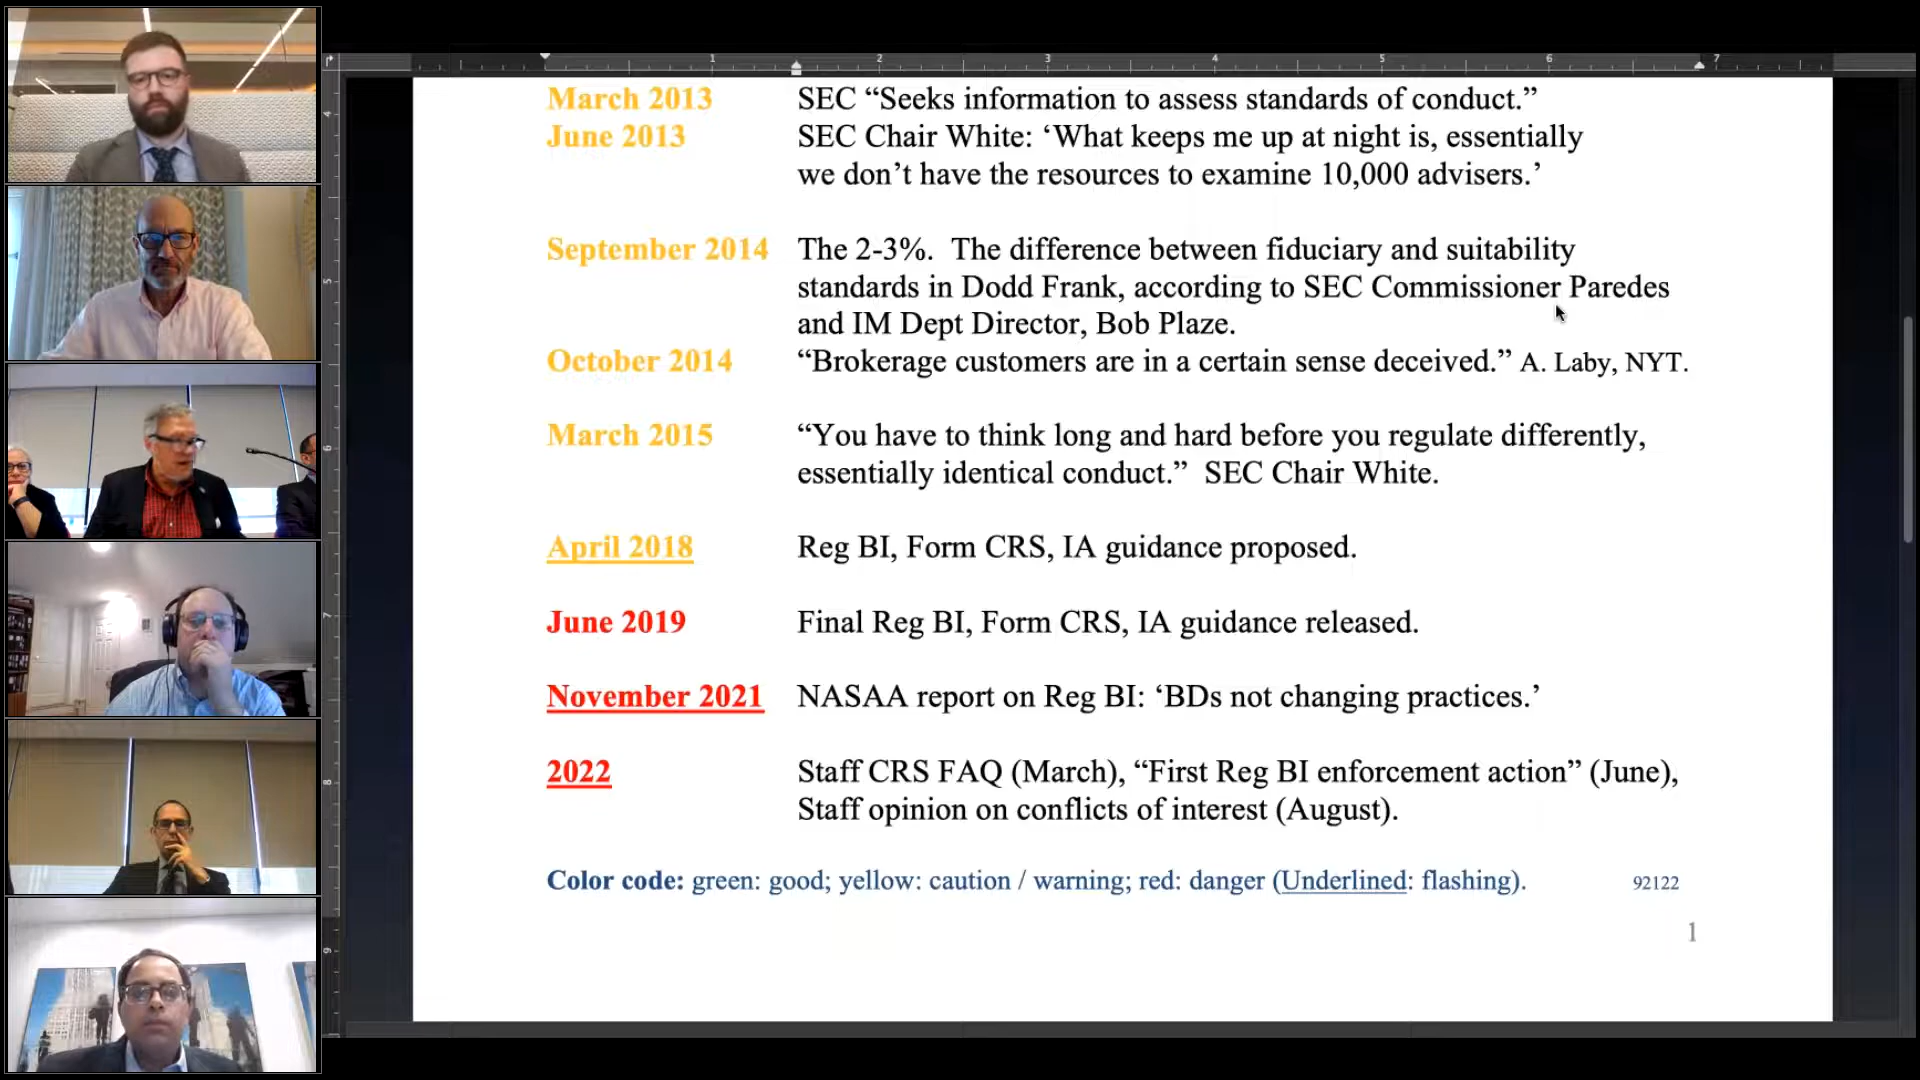 1 2 3 4 5 6 7
March 2013 SEC “Seeks information to assess standards of conduct.”
June 2013 SEC Chair White: ‘What keeps me up at night is, essentially
we don’t have the resources to examine 10,000 advisers.’
September 2014 The 2-3%. The difference between fiduciary and suitability
standards in Dodd Frank, according to SEC Commissioner Paredes
and IM Dept Director, Bob Plaze.
October 2014 “Brokerage customers are in a certain sense deceived.” A. Laby, NYT.
March 2015 “You have to think long and hard before you regulate differently,
essentially identical conduct.” SEC Chair White.
April 2018 Reg BI, Form CRS, IA guidance proposed.
June 2019 Final Reg BI, Form CRS, IA guidance released.
November 2021 NASAA report on Reg BI: ‘BDs not changing practices.’
2022 Staff CRS FAQ (March), “First Reg BI enforcement action” (June),
Staff opinion on conflicts of interest (August).
Color code: green: good; yellow: caution / warning; red: danger (Underlined: flashing). 92122
1